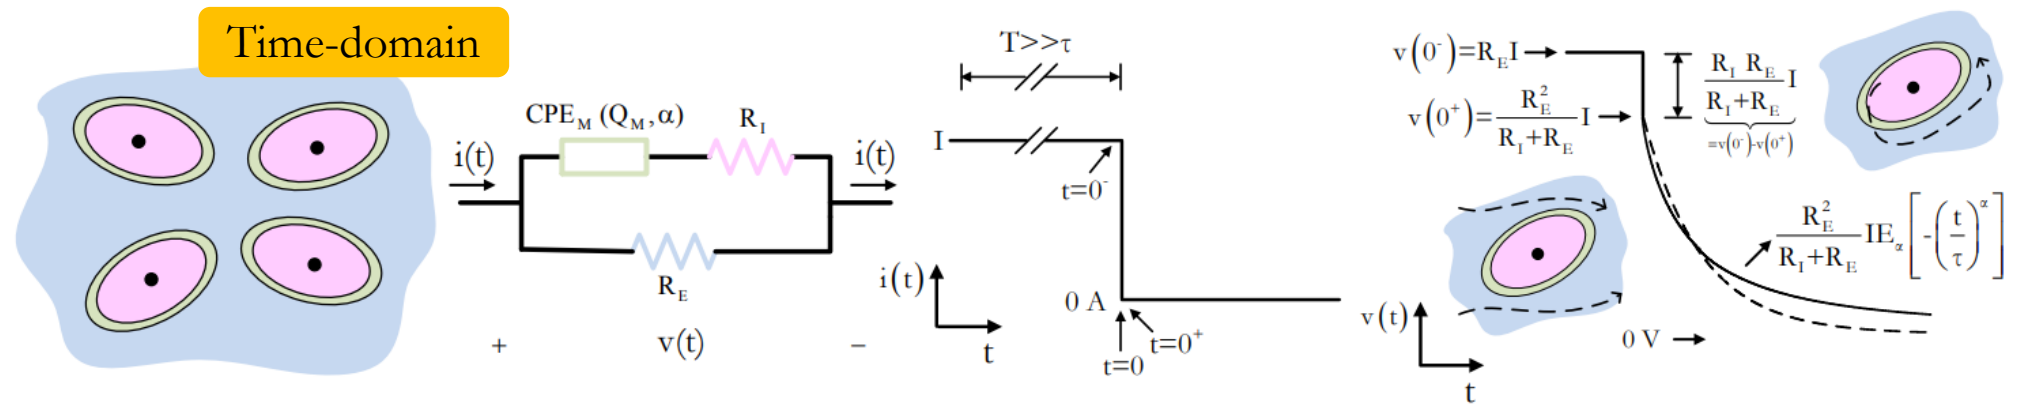 Time-domain
i(t)
CPE_M (Q_M, α)
R_I
i(t)
R_E
+ v(t) −
T>>τ
I
t=0⁻
i(t)
0 A
t=0⁺
t=0
t
v(0⁻)=R_E I
v(0⁺)= R_E² / (R_I+R_E) I
R_I R_E / (R_I+R_E) I
=v(0⁻)-v(0⁺)
R_E² / (R_I+R_E) IE_α [-(t/τ)^α]
v(t)
0 V
t